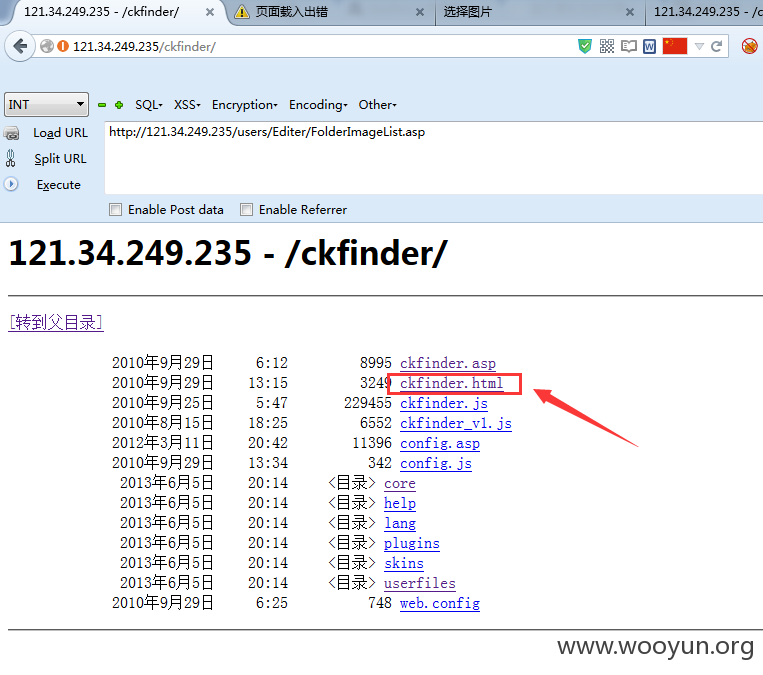 121.34.249.235 - /ckfinder/ × 页面载入出错 × 选择图片 × 121.34.249.235 - /c
121.34.249.235/ckfinder/
INT SQL- XSS- Encryption- Encoding- Other-
Load URL http://121.34.249.235/users/Editer/FolderImageList.asp
Split URL
Execute
Enable Post data Enable Referrer
121.34.249.235 - /ckfinder/
[转到父目录]
2010年9月29日 6:12 8995 ckfinder.asp
2010年9月29日 13:15 3249 ckfinder.html
2010年9月25日 5:47 229455 ckfinder.js
2010年8月15日 18:25 6552 ckfinder_v1.js
2012年3月11日 20:42 11396 config.asp
2010年9月29日 13:34 342 config.js
2013年6月5日 20:14 <目录> core
2013年6月5日 20:14 <目录> help
2013年6月5日 20:14 <目录> lang
2013年6月5日 20:14 <目录> plugins
2013年6月5日 20:14 <目录> skins
2013年6月5日 20:14 <目录> userfiles
2010年9月29日 6:25 748 web.config
www.wooyun.org